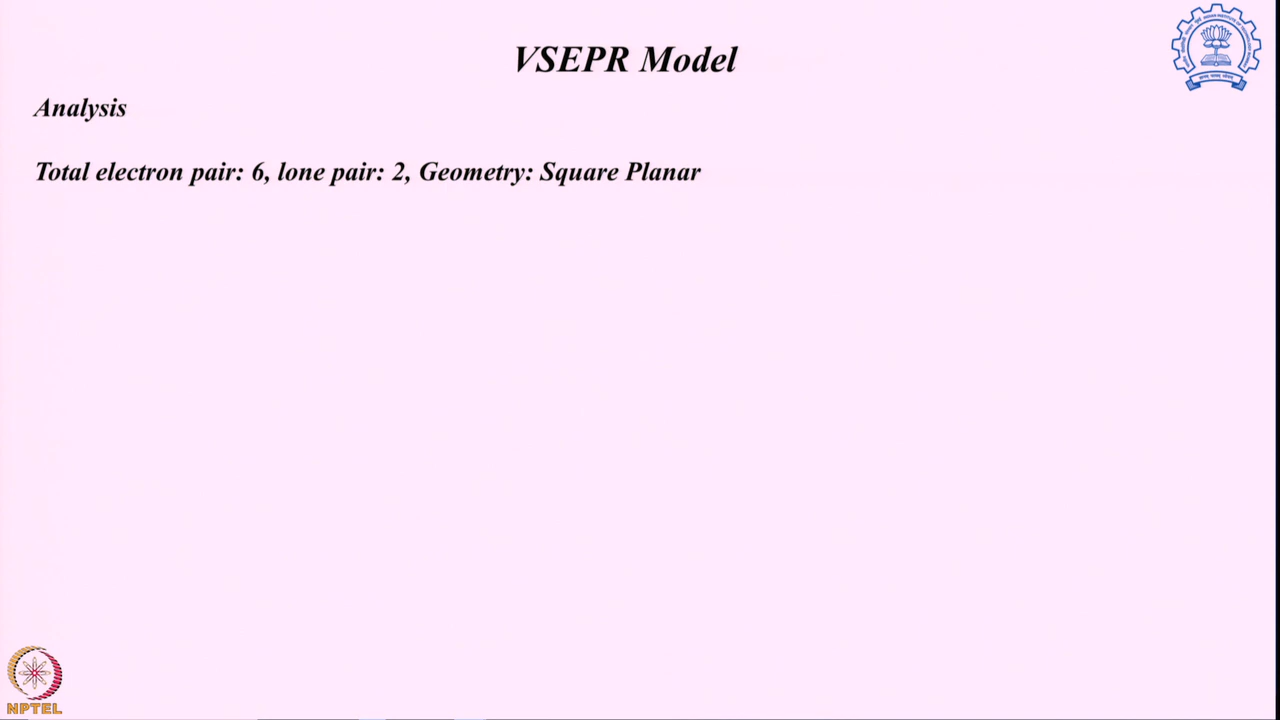 VSEPR Model
Analysis
Total electron pair: 6, lone pair: 2, Geometry: Square Planar
NPTEL